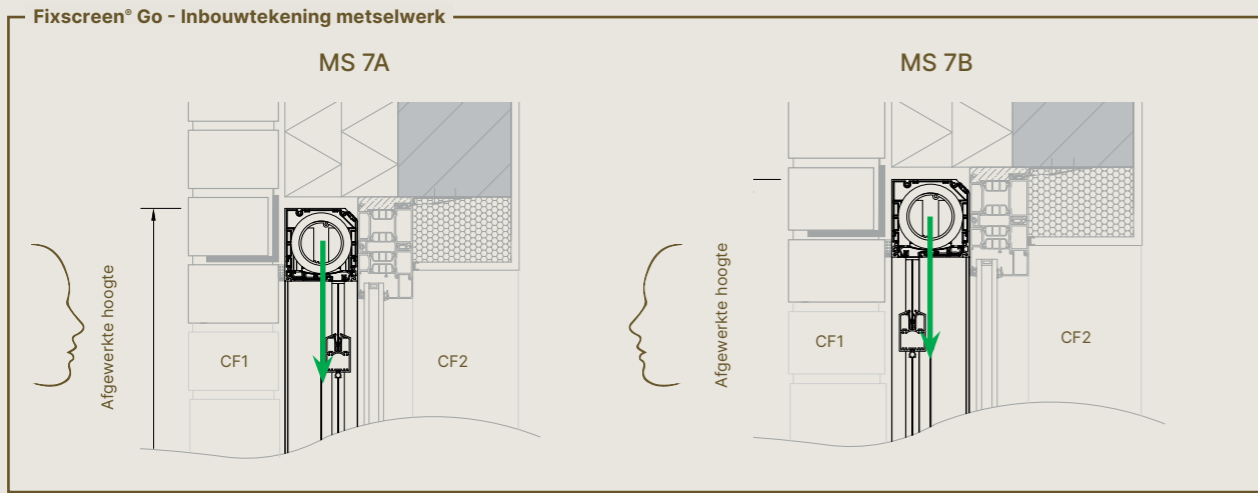 Fixscreen® Go - Inbouwtekening metselwerk
MS 7A
MS 7B
Afgewerkte hoogte
CF1
CF2
Afgewerkte hoogte
CF1
CF2